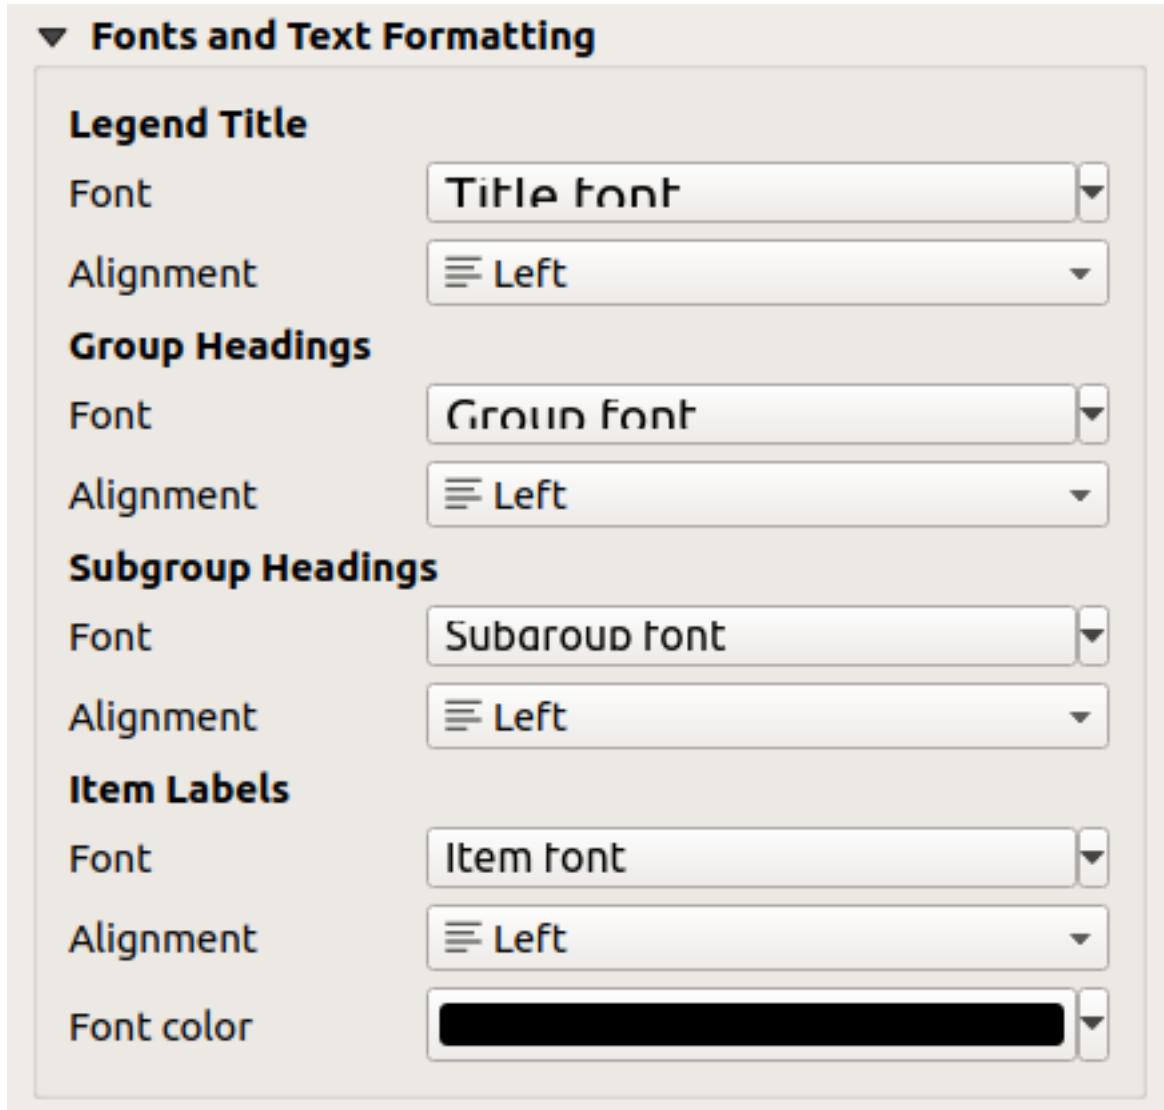 Fonts and Text Formatting
Legend Title
Font Title font
Alignment Left
Group Headings
Font Group font
Alignment Left
Subgroup Headings
Font Subgroup font
Alignment Left
Item Labels
Font Item font
Alignment Left
Font color